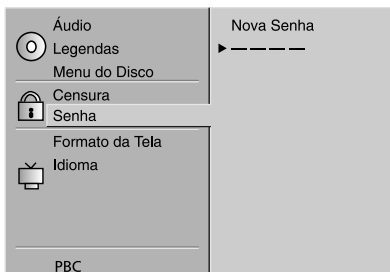 Áudio
Legendas
Menu do Disco
Censura
Senha
Formato da Tela
Idioma
PBC
Nova Senha